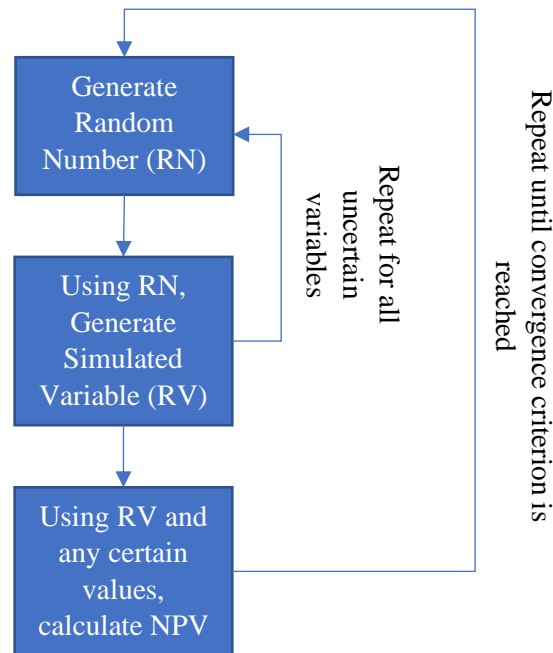 Generate
Random
Number (RN)
Repeat for all
uncertain
variables
Using RN,
Generate
Simulated
Variable (RV)
Using RV and
any certain
values,
calculate NPV
Repeat until convergence criterion is
reached